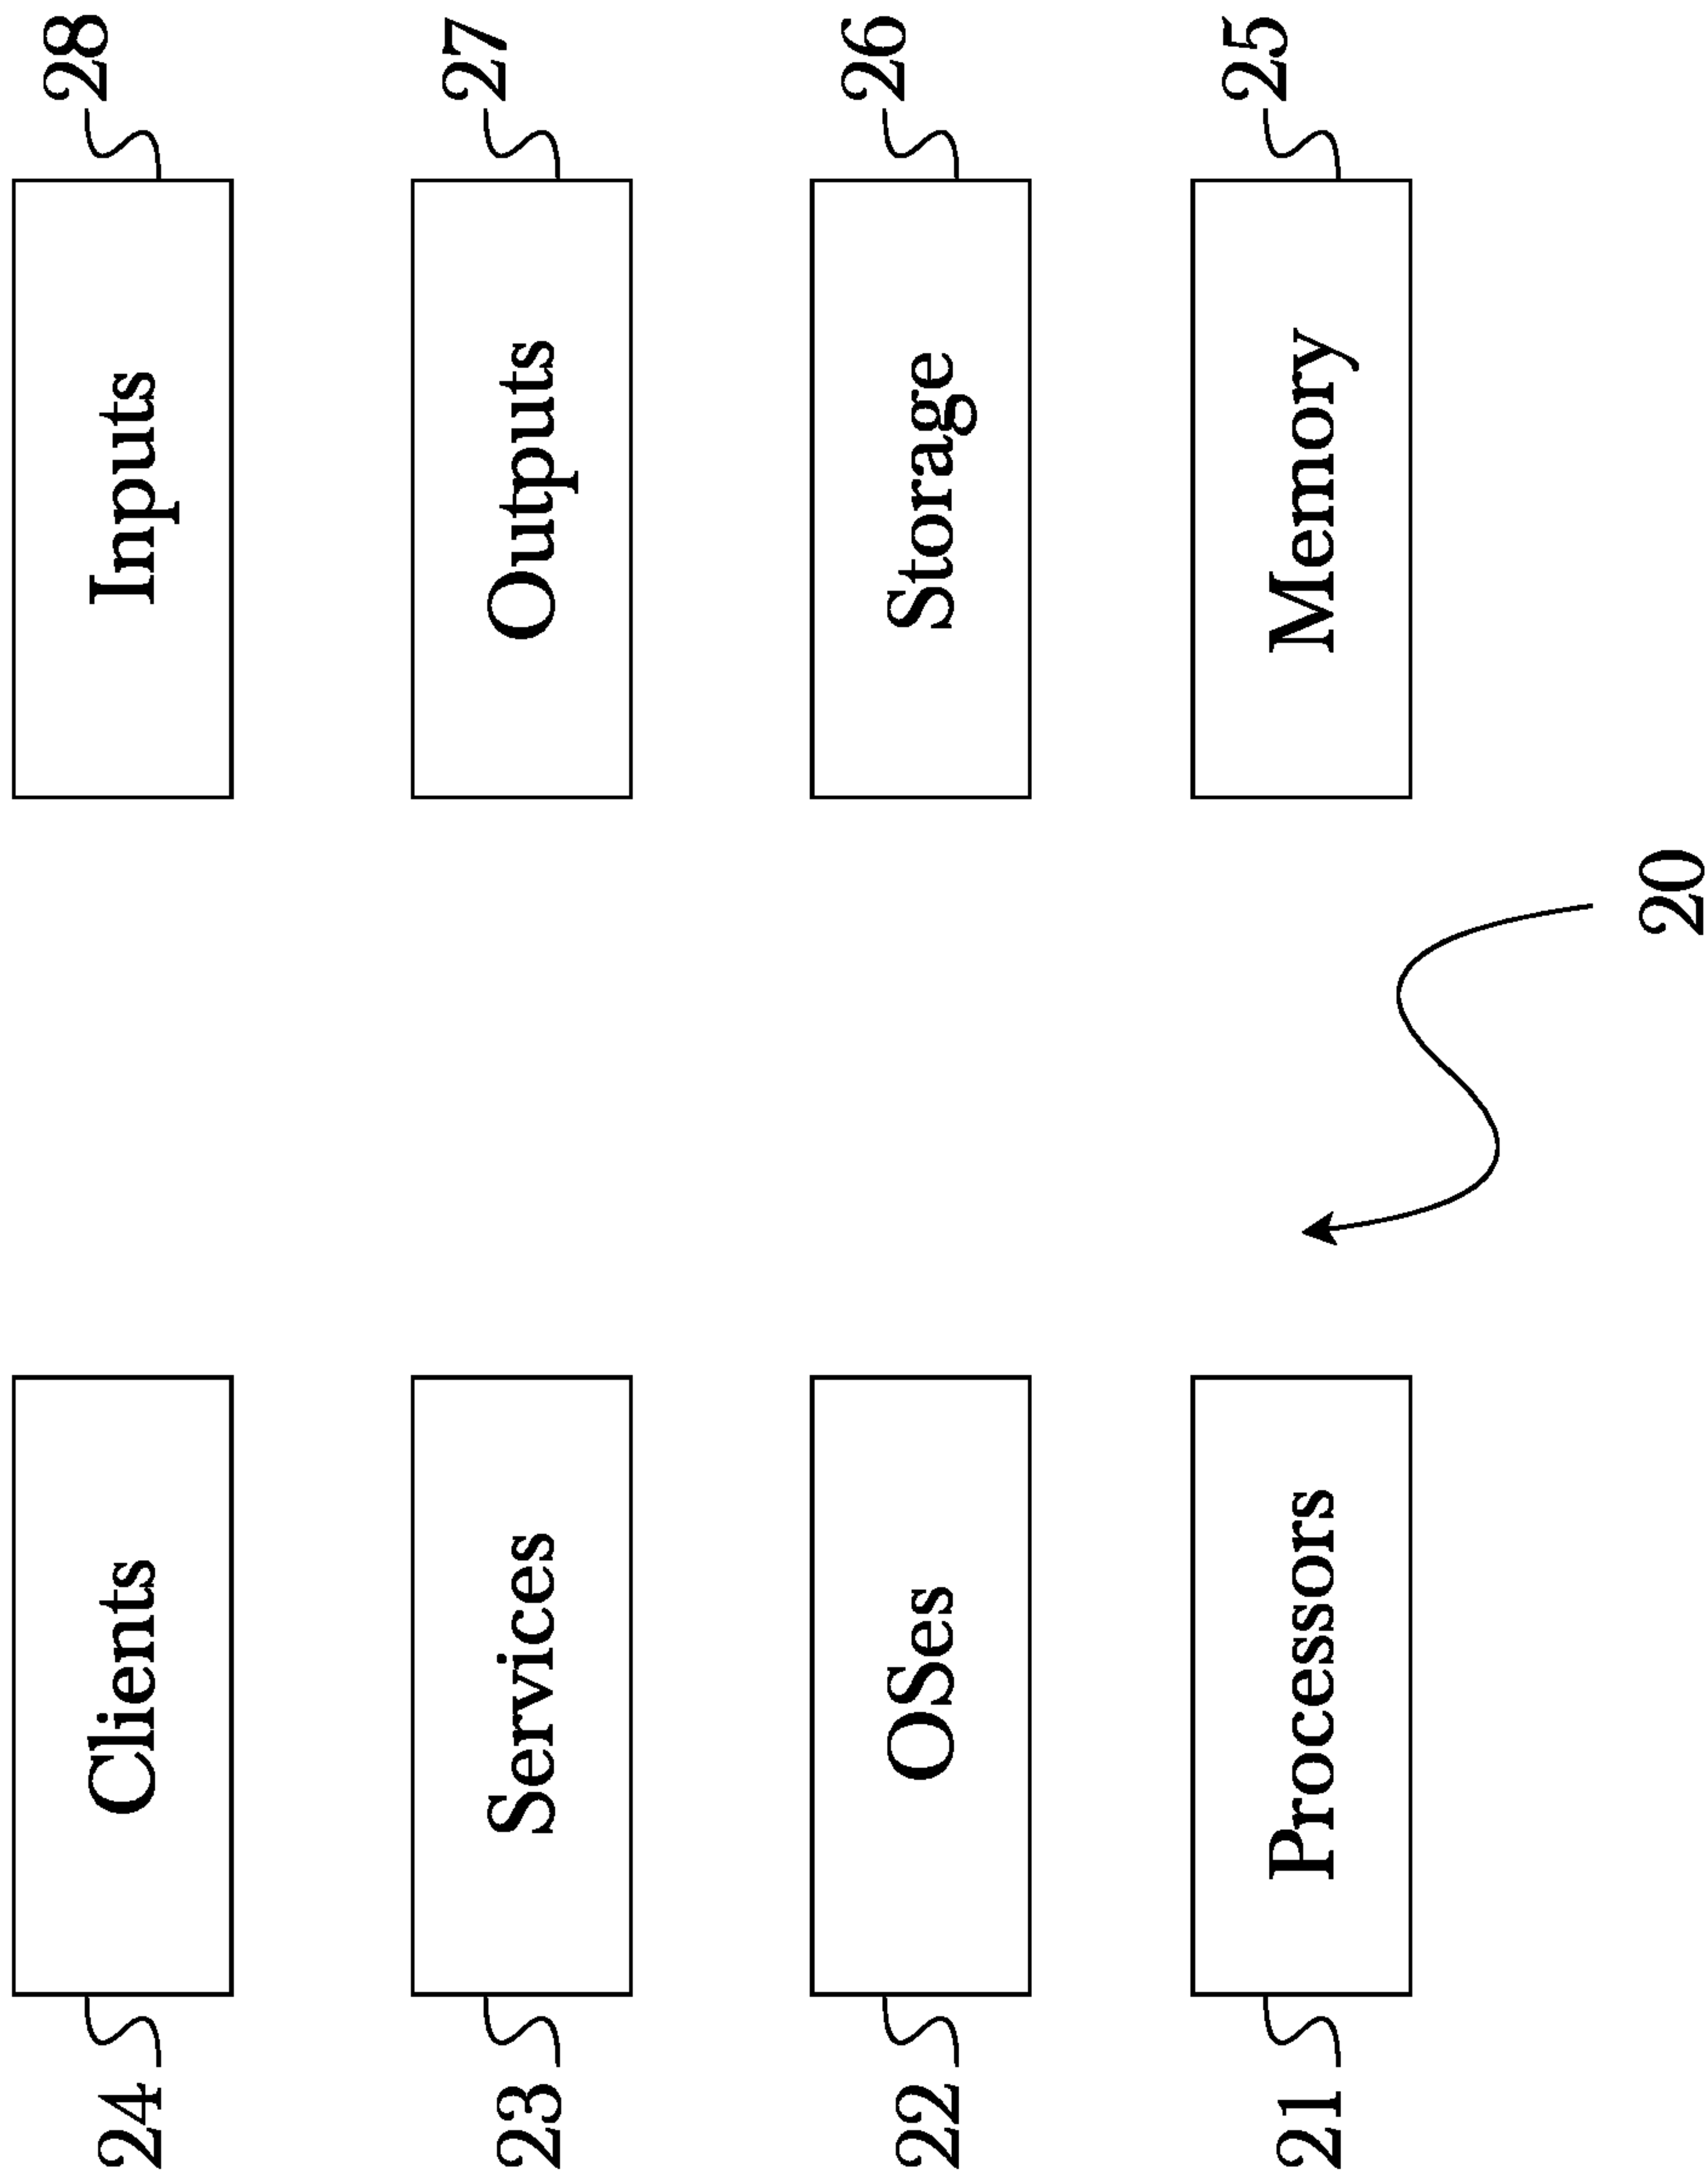 24 Clients Inputs 28
23 Services Outputs 27
22 OSes Storage 26
21 Processors Memory 25
20